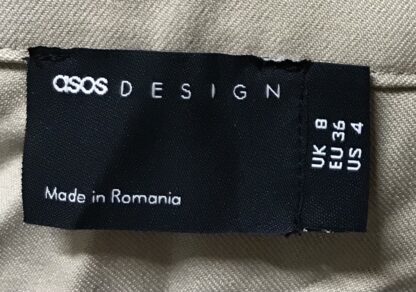 asos DESIGN
Made in Romania
UK 8
EU 36
US 4